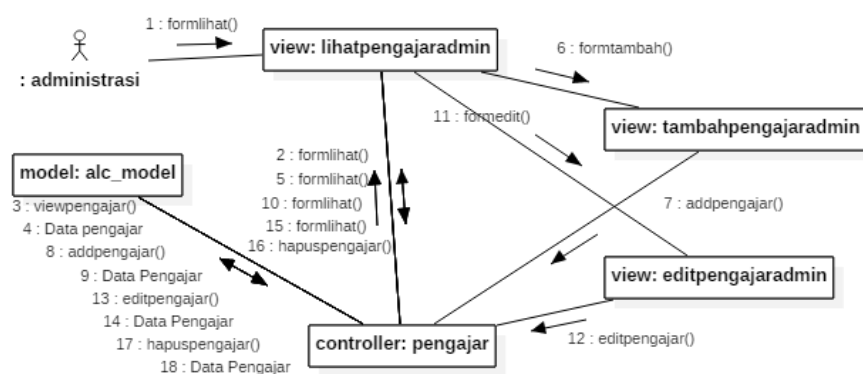 1 : formlihat()
view: lihatpengajaradmin
: administrasi
6 : formtambah()
11 : formedit()
view: tambahpengajaradmin
model: alc_model
2 : formlihat()
5 : formlihat()
10 : formlihat()
15 : formlihat()
16 : hapuspengajar()
3 : viewpengajar()
4 : Data pengajar
8 : addpengajar()
9 : Data Pengajar
13 : editpengajar()
14 : Data Pengajar
17 : hapuspengajar()
18 : Data Pengajar
7 : addpengajar()
view: editpengajaradmin
controller: pengajar
12 : editpengajar()